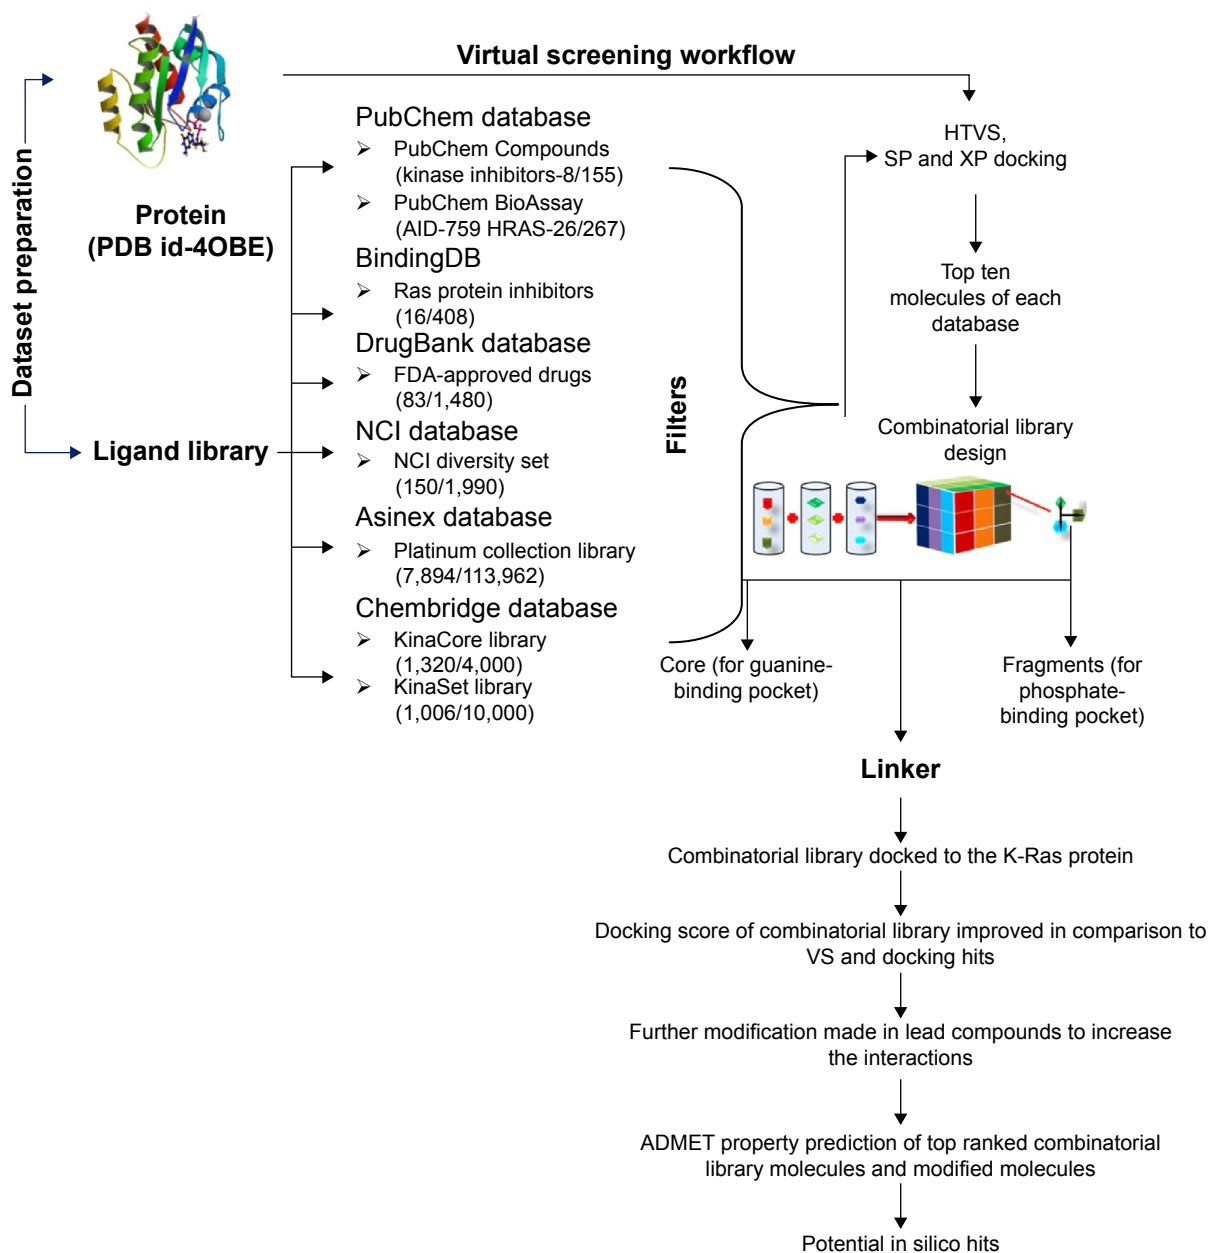 Virtual screening workflow
Dataset preparation
Protein
(PDB id-4OBE)
Ligand library
PubChem database
➢ PubChem Compounds
(kinase inhibitors-8/155)
➢ PubChem BioAssay
(AID-759 HRAS-26/267)
BindingDB
➢ Ras protein inhibitors
(16/408)
DrugBank database
➢ FDA-approved drugs
(83/1,480)
NCI database
➢ NCI diversity set
(150/1,990)
Asinex database
➢ Platinum collection library
(7,894/113,962)
Chembridge database
➢ KinaCore library
(1,320/4,000)
➢ KinaSet library
(1,006/10,000)
Filters
HTVS,
SP and XP docking
Top ten
molecules of each
database
Combinatorial library
design
Core (for guanine-
binding pocket)
Fragments (for
phosphate-
binding pocket)
Linker
Combinatorial library docked to the K-Ras protein
Docking score of combinatorial library improved in comparison to
VS and docking hits
Further modification made in lead compounds to increase
the interactions
ADMET property prediction of top ranked combinatorial
library molecules and modified molecules
Potential in silico hits